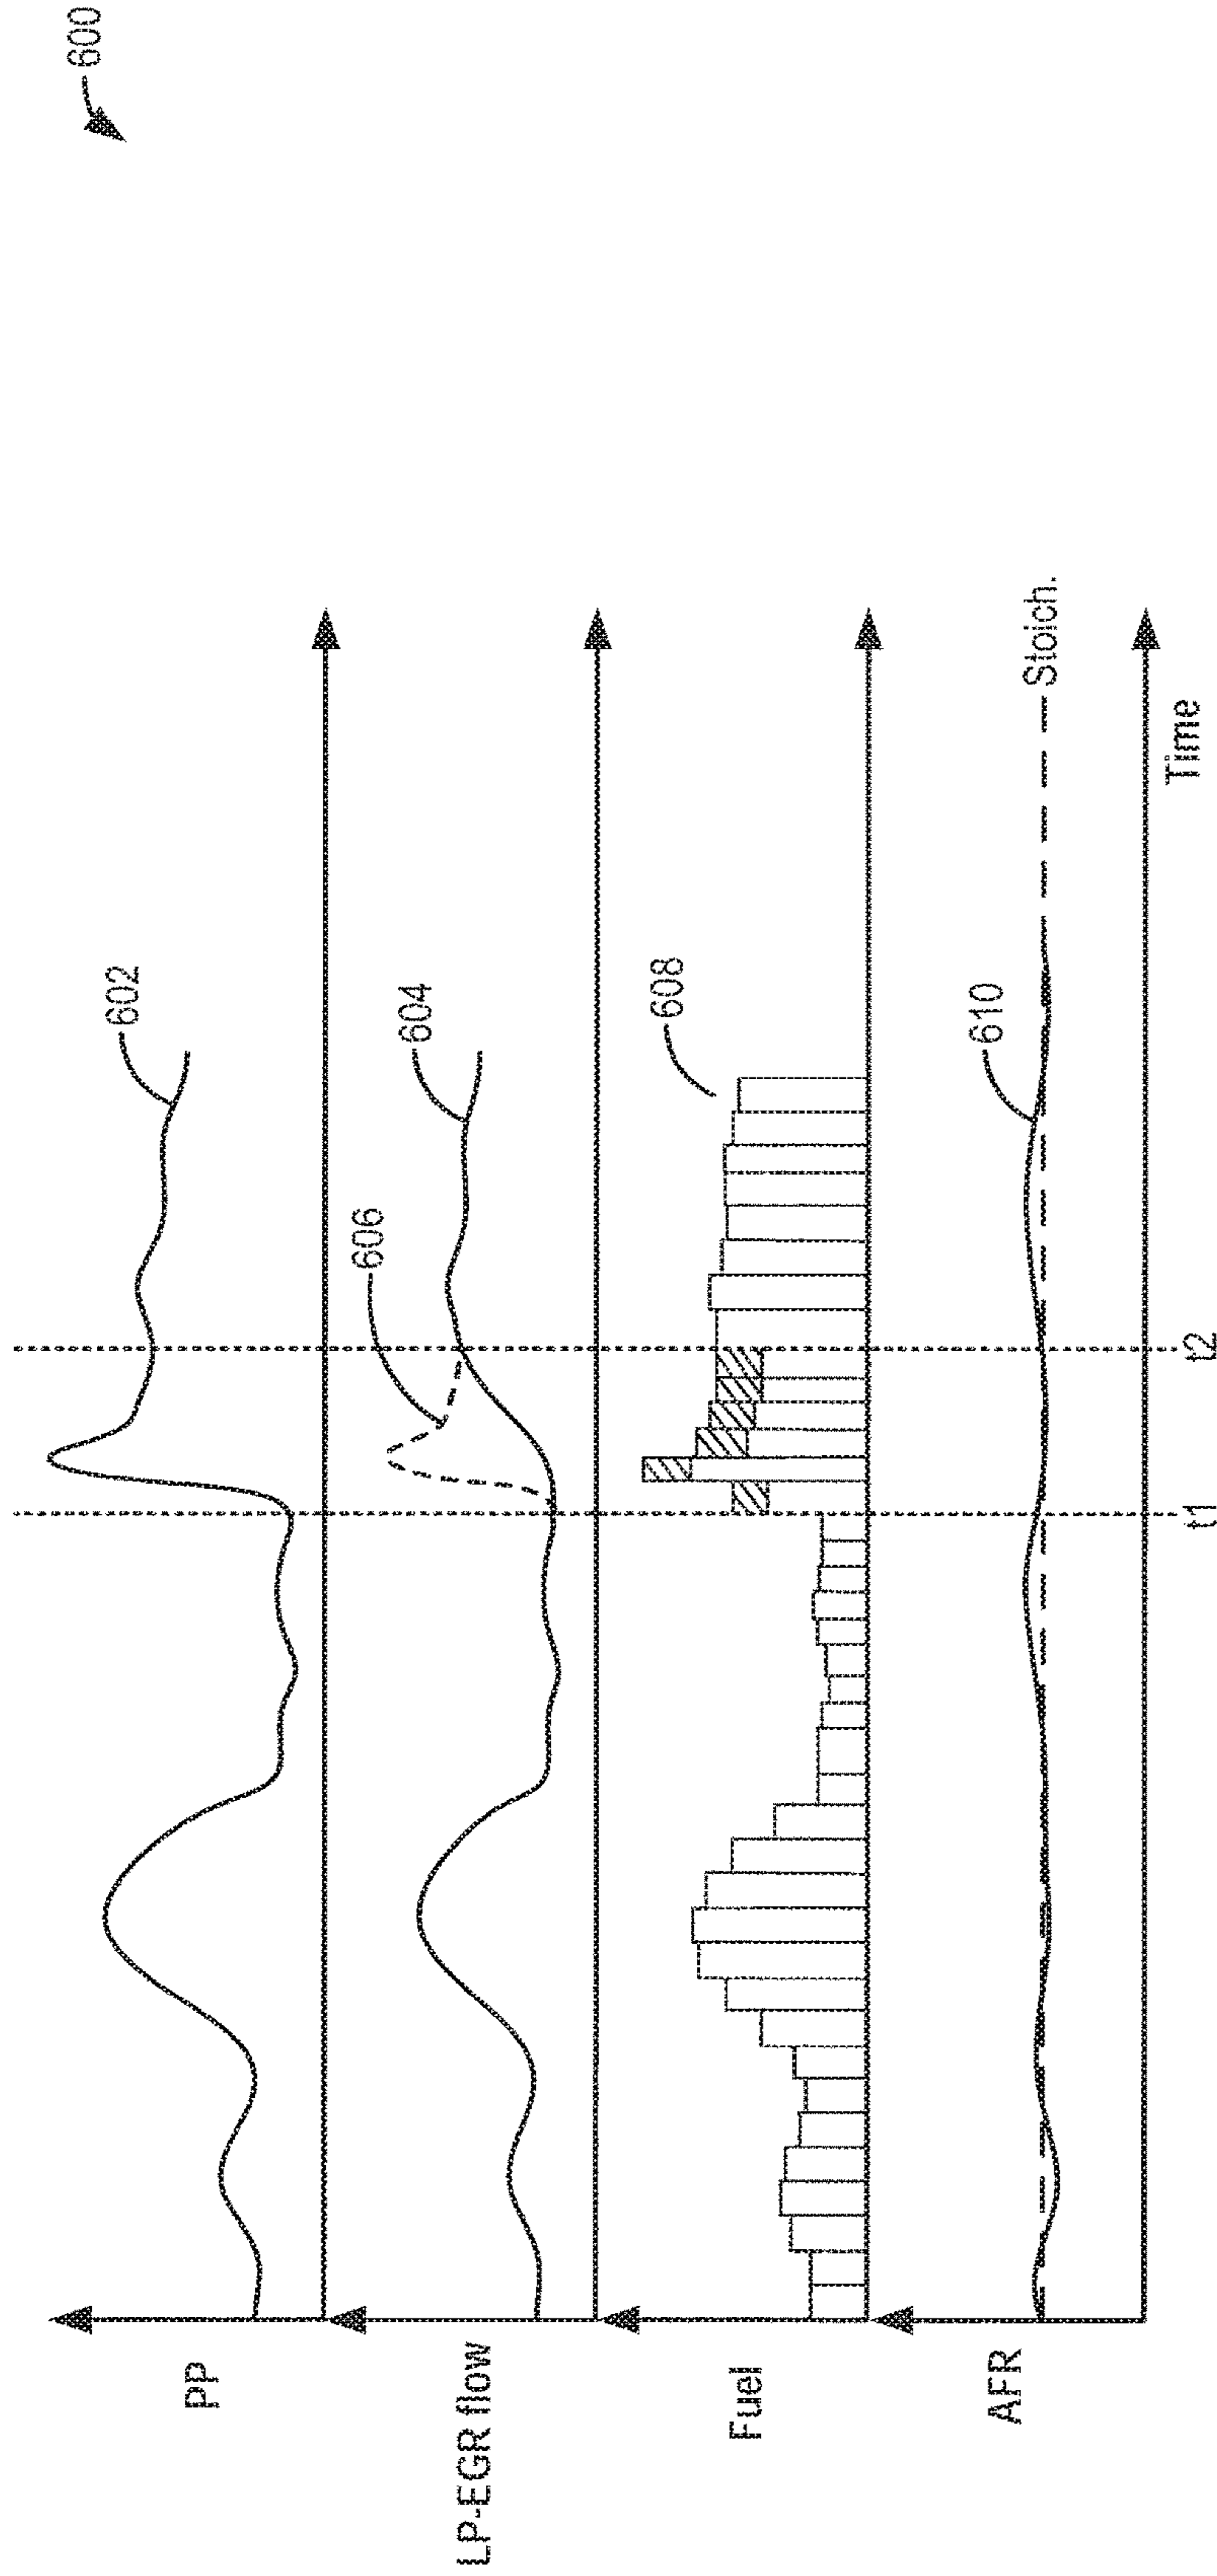 600
PP
602
LP-EGR flow
606
604
Fuel
608
AFR
610
Stoich.
t1
t2
Time